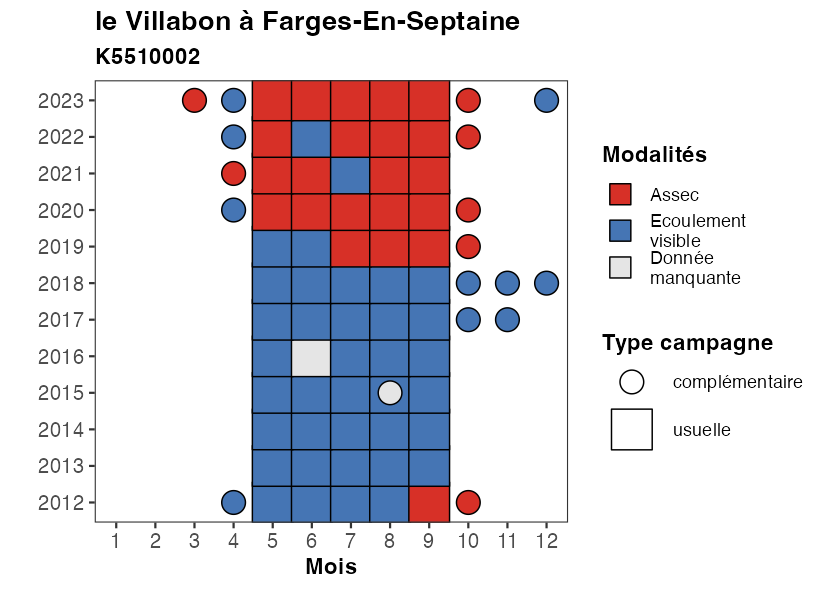 le Villabon à Farges-En-Septaine
K5510002
2023
2022
2021
2020
2019
2018
2017
2016
2015
2014
2013
2012
1 2 3 4 5 6 7 8 9 10 11 12
Mois
Modalités
Assec
Ecoulement
visible
Donnée
manquante
Type campagne
complémentaire
usuelle